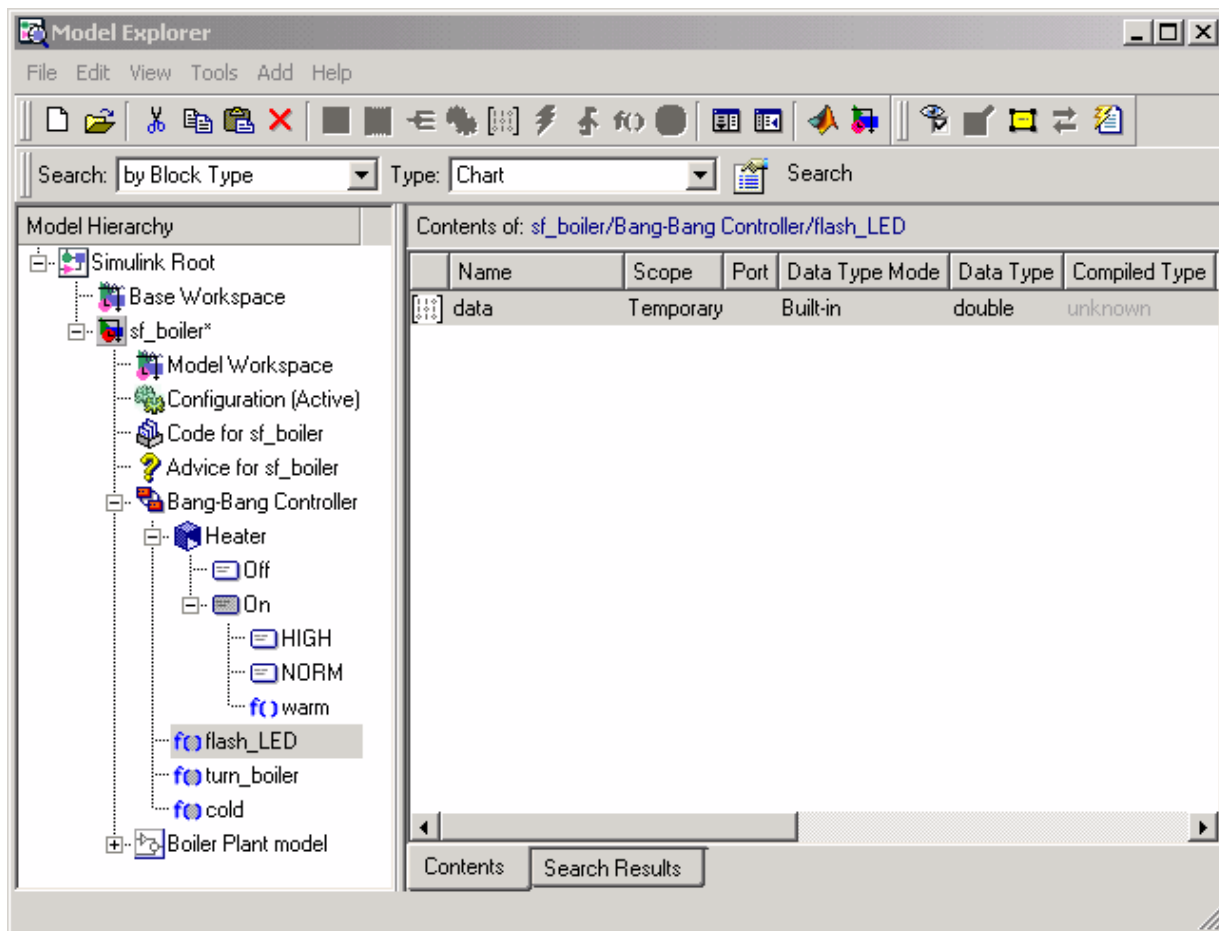 Model Explorer
File Edit View Tools Add Help
Search: by Block Type Type: Chart Search
Model Hierarchy
Simulink Root
Base Workspace
sf_boiler*
Model Workspace
Configuration (Active)
Code for sf_boiler
Advice for sf_boiler
Bang-Bang Controller
Heater
Off
On
HIGH
NORM
f() warm
f() flash_LED
f() turn_boiler
f() cold
Boiler Plant model
Contents of: sf_boiler/Bang-Bang Controller/flash_LED
Name Scope Port Data Type Mode Data Type Compiled Type
data Temporary Built-in double unknown
Contents Search Results